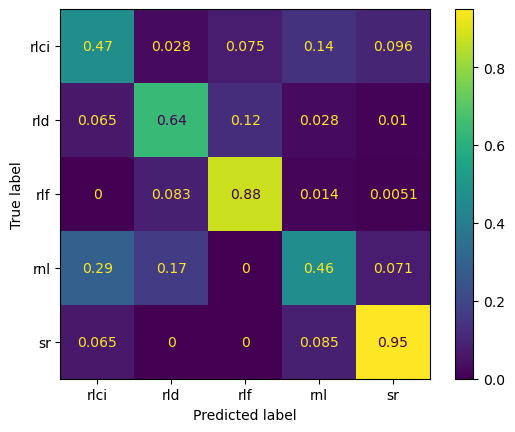 rlci 0.47 0.028 0.075 0.14 0.096
rld 0.065 0.64 0.12 0.028 0.01
rlf 0 0.083 0.88 0.014 0.0051
rnl 0.29 0.17 0 0.46 0.071
sr 0.065 0 0 0.085 0.95
rlci rld rlf rnl sr
Predicted label
True label
0.8
0.6
0.4
0.2
0.0